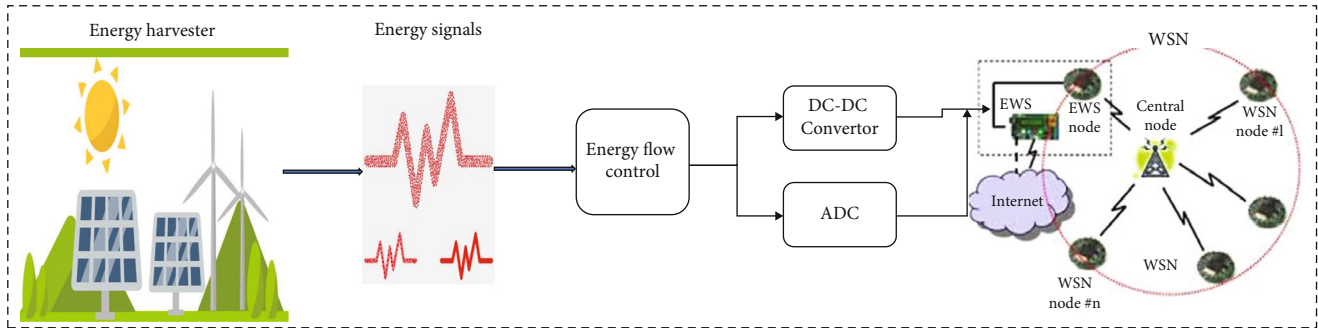 Energy harvester
Energy signals
Energy flow
control
DC-DC
Convertor
ADC
WSN
EWS
EWS
node
Internet
Central
node
WSN
node #1
WSN
WSN
node #n